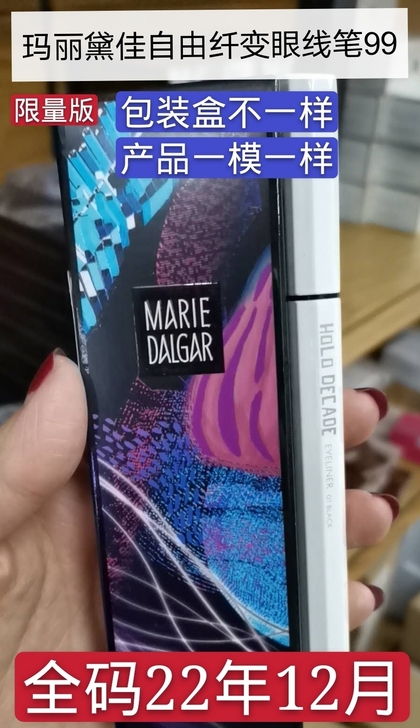 玛丽黛佳自由纤变眼线笔99
限量版
包装盒不一样
产品一模一样
MARIE
DALGAR
HOLO DECADE
EYELINER 01 BLACK
全码22年12月